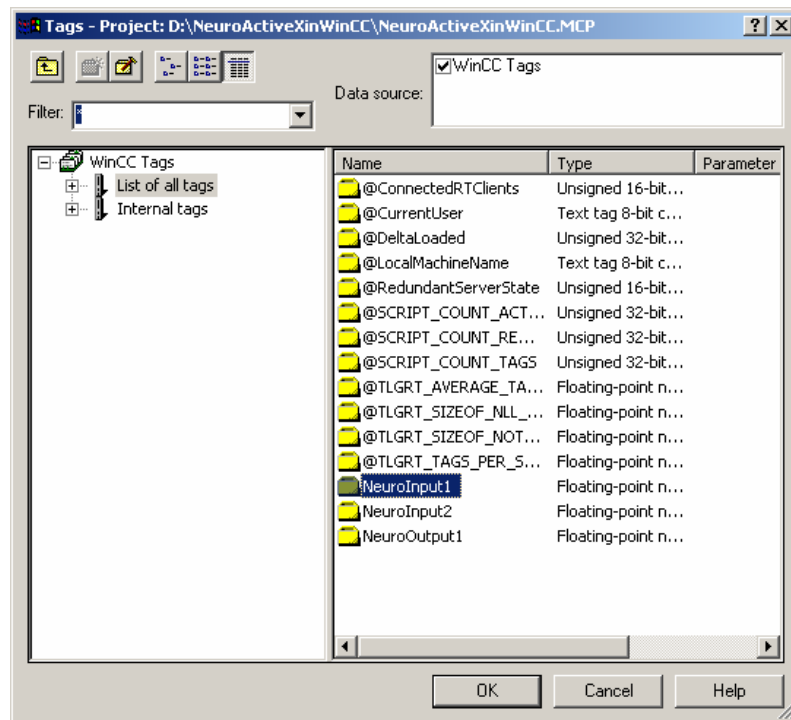 Tags - Project: D:\NeuroActiveXinWinCC\NeuroActiveXinWinCC.MCP
WinCC Tags
Data source:
Filter: *
WinCC Tags
List of all tags
Internal tags
Name Type Parameter
@ConnectedRTClients Unsigned 16-bit...
@CurrentUser Text tag 8-bit c...
@DeltaLoaded Unsigned 32-bit...
@LocalMachineName Text tag 8-bit c...
@RedundantServerState Unsigned 16-bit...
@SCRIPT_COUNT_ACT... Unsigned 32-bit...
@SCRIPT_COUNT_RE... Unsigned 32-bit...
@SCRIPT_COUNT_TAGS Unsigned 32-bit...
@TLGRT_AVERAGE_TA... Floating-point n...
@TLGRT_SIZEOF_NLL_... Floating-point n...
@TLGRT_SIZEOF_NOT... Floating-point n...
@TLGRT_TAGS_PER_S... Floating-point n...
NeuroInput1 Floating-point n...
NeuroInput2 Floating-point n...
NeuroOutput1 Floating-point n...
OK Cancel Help